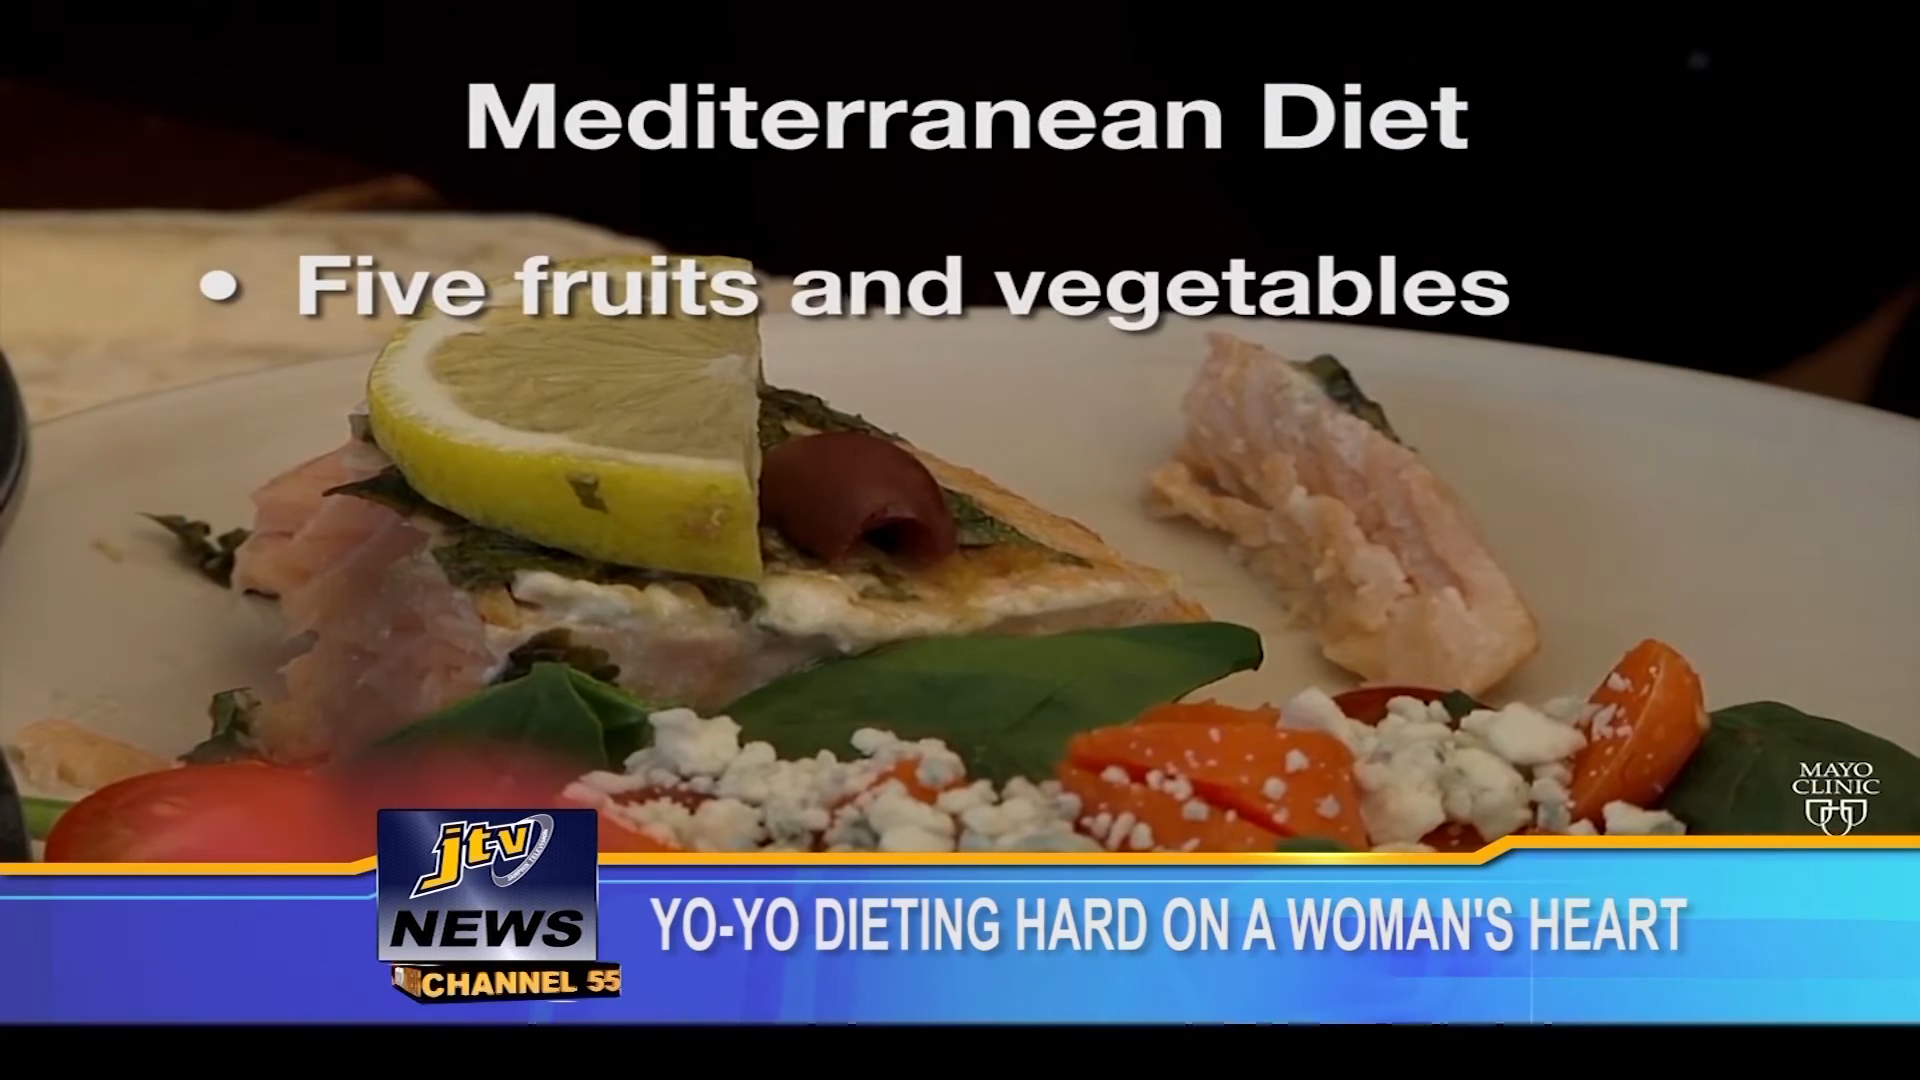 Mediterranean Diet
• Five fruits and vegetables
MAYO
CLINIC
jtv
NEWS
CHANNEL 55
YO-YO DIETING HARD ON A WOMAN'S HEART